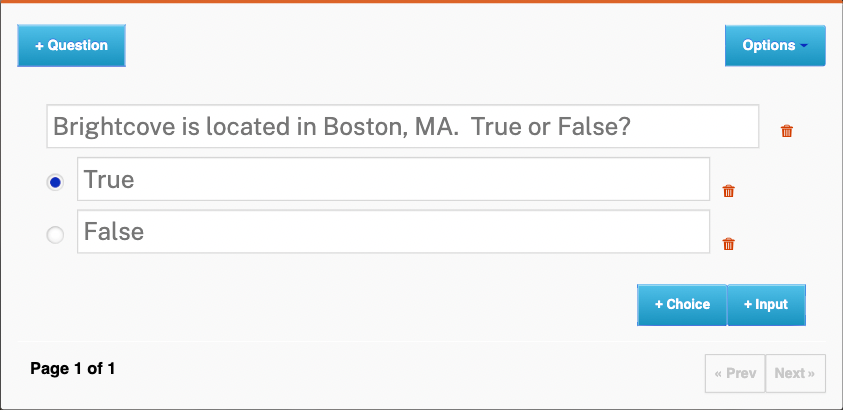 + Question
Options
Brightcove is located in Boston, MA.  True or False?
True
False
+ Choice
+ Input
Page 1 of 1
« Prev
Next »